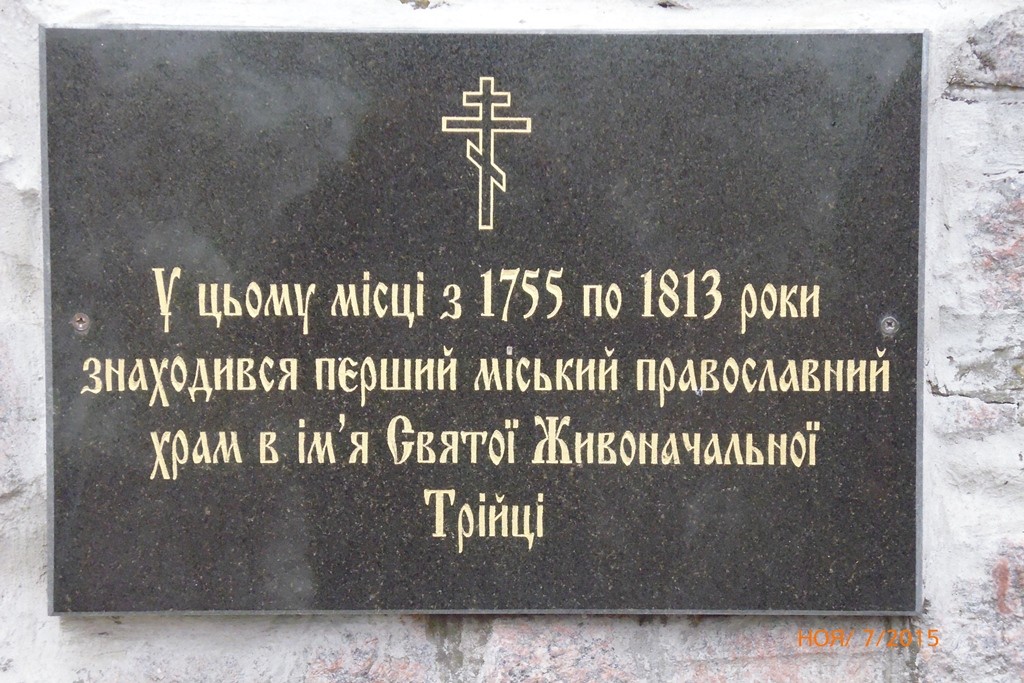 У цьому місці з 1755 по 1813 роки
знаходився перший міський православний
храм в ім’я Святої Живоначальної
Трійці
НОЯ/ 7/2015